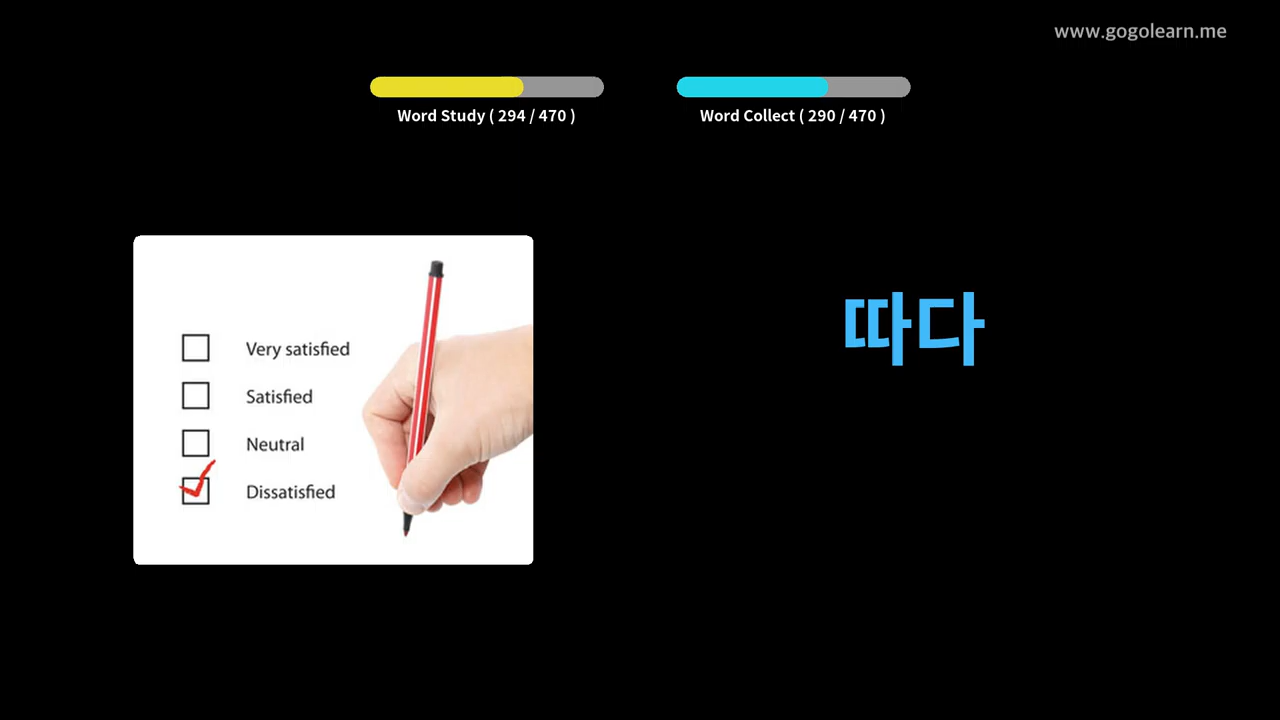 www.gogolearn.me
Word Study ( 294 / 470 )
Word Collect ( 290 / 470 )
Very satisfied
Satisfied
Neutral
Dissatisfied
따다